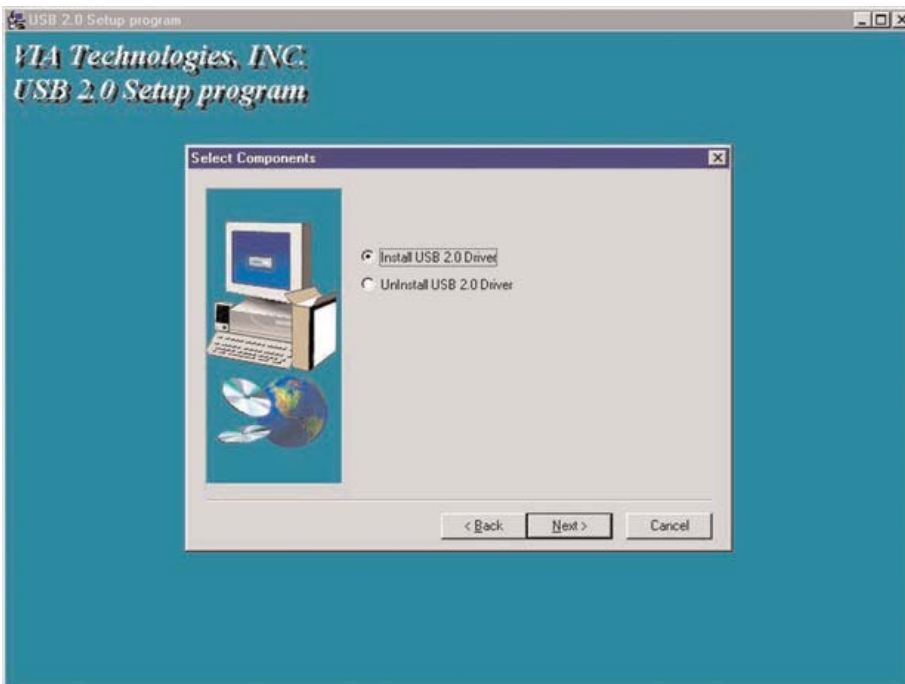 USB 2.0 Setup program
VIA Technologies, INC.
USB 2.0 Setup program
Select Components
Install USB 2.0 Driver
UnInstall USB 2.0 Driver
< Back
Next >
Cancel